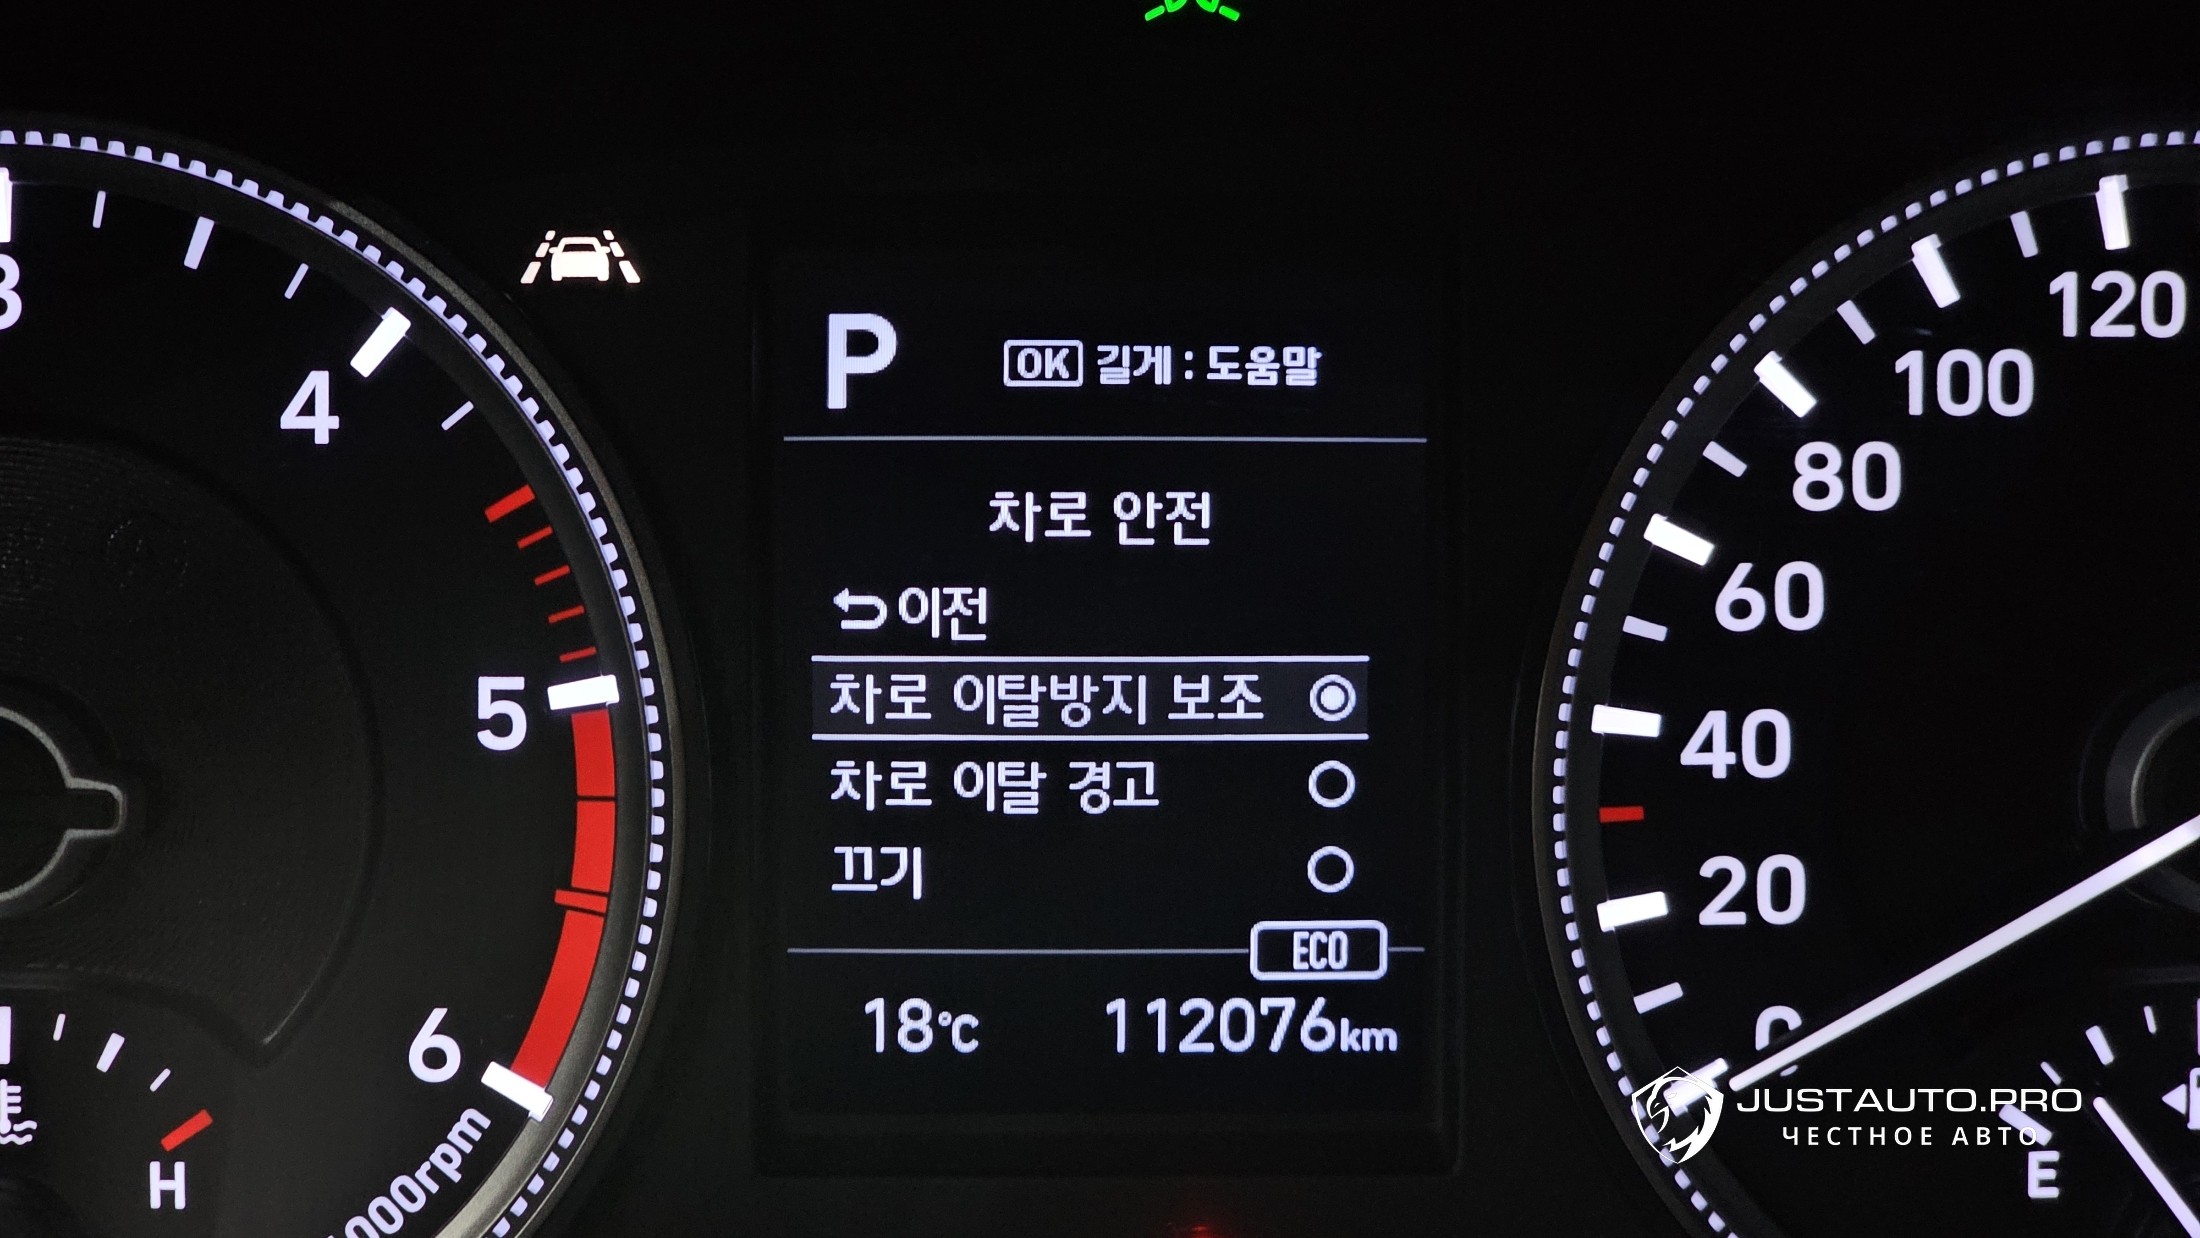 P
OK 길게 : 도움말
차로 안전
이전
차로 이탈방지 보조
차로 이탈 경고
끄기
ECO
18°C 112076km
3
4
5
6
H
120
100
80
60
40
20
0
E
JUSTAUTO.PRO
ЧЕСТНОЕ АВТО